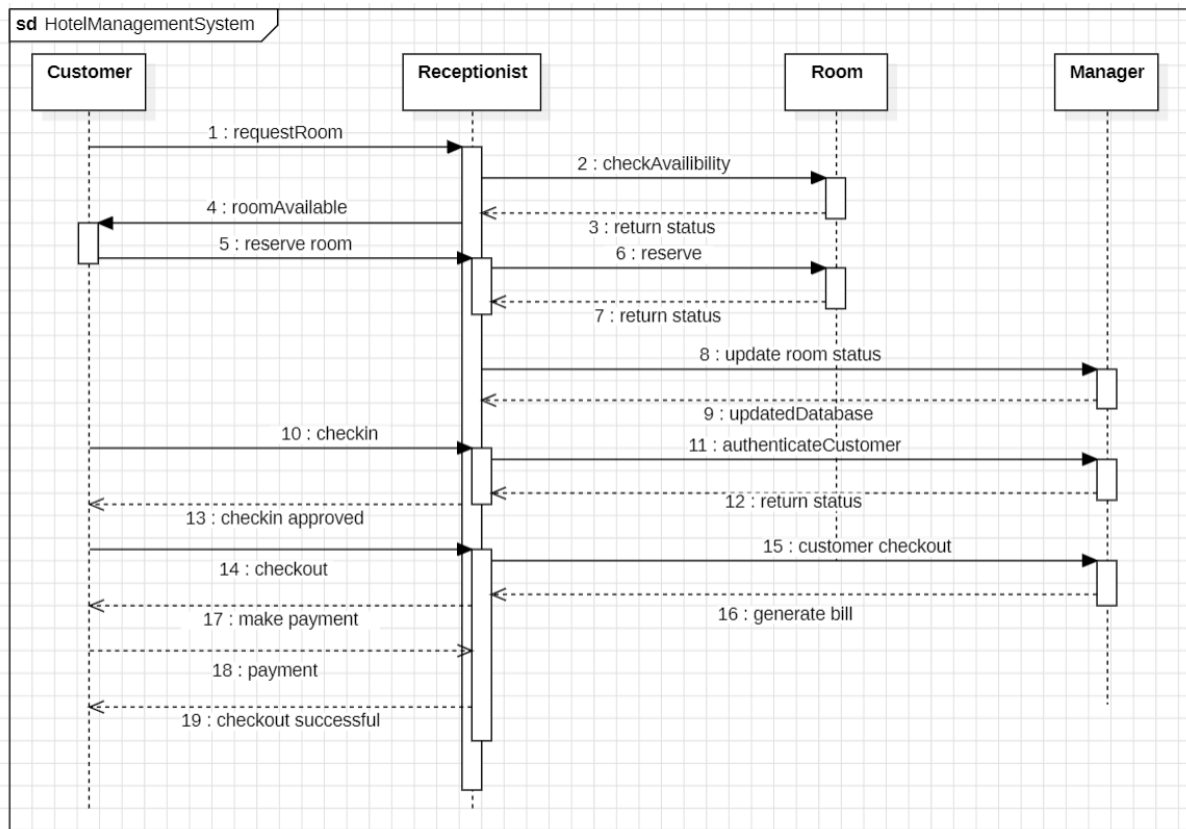 sd HotelManagementSystem
Customer
Receptionist
Room
Manager
1 : requestRoom
2 : checkAvailibility
4 : roomAvailable
3 : return status
5 : reserve room
6 : reserve
7 : return status
8 : update room status
9 : updatedDatabase
10 : checkin
11 : authenticateCustomer
12 : return status
13 : checkin approved
15 : customer checkout
14 : checkout
16 : generate bill
17 : make payment
18 : payment
19 : checkout successful